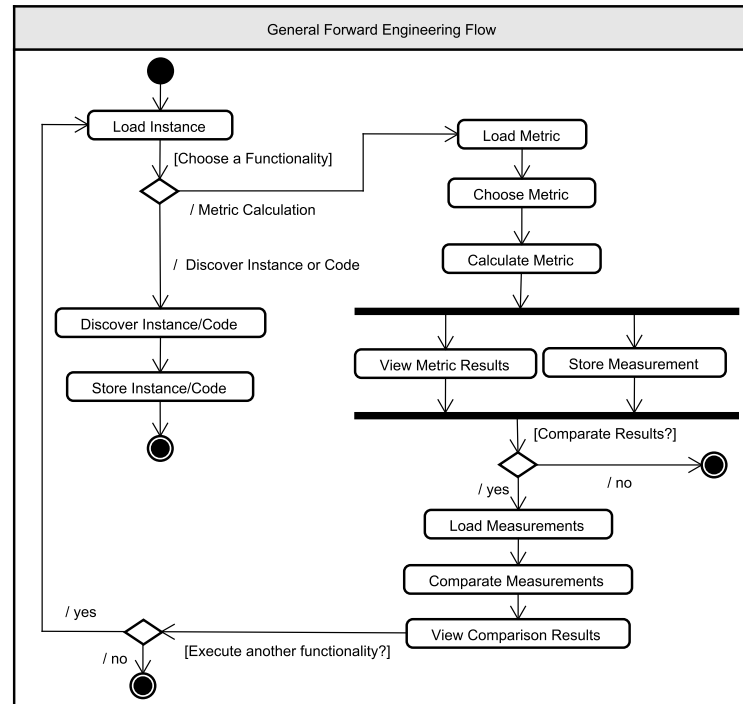 General Forward Engineering Flow
Load Instance
[Choose a Functionality]
/ Metric Calculation
/ Discover Instance or Code
Discover Instance/Code
Store Instance/Code
Load Metric
Choose Metric
Calculate Metric
View Metric Results
Store Measurement
[Comparate Results?]
/ no
/ yes
Load Measurements
Comparate Measurements
View Comparison Results
[Execute another functionality?]
/ yes
/ no